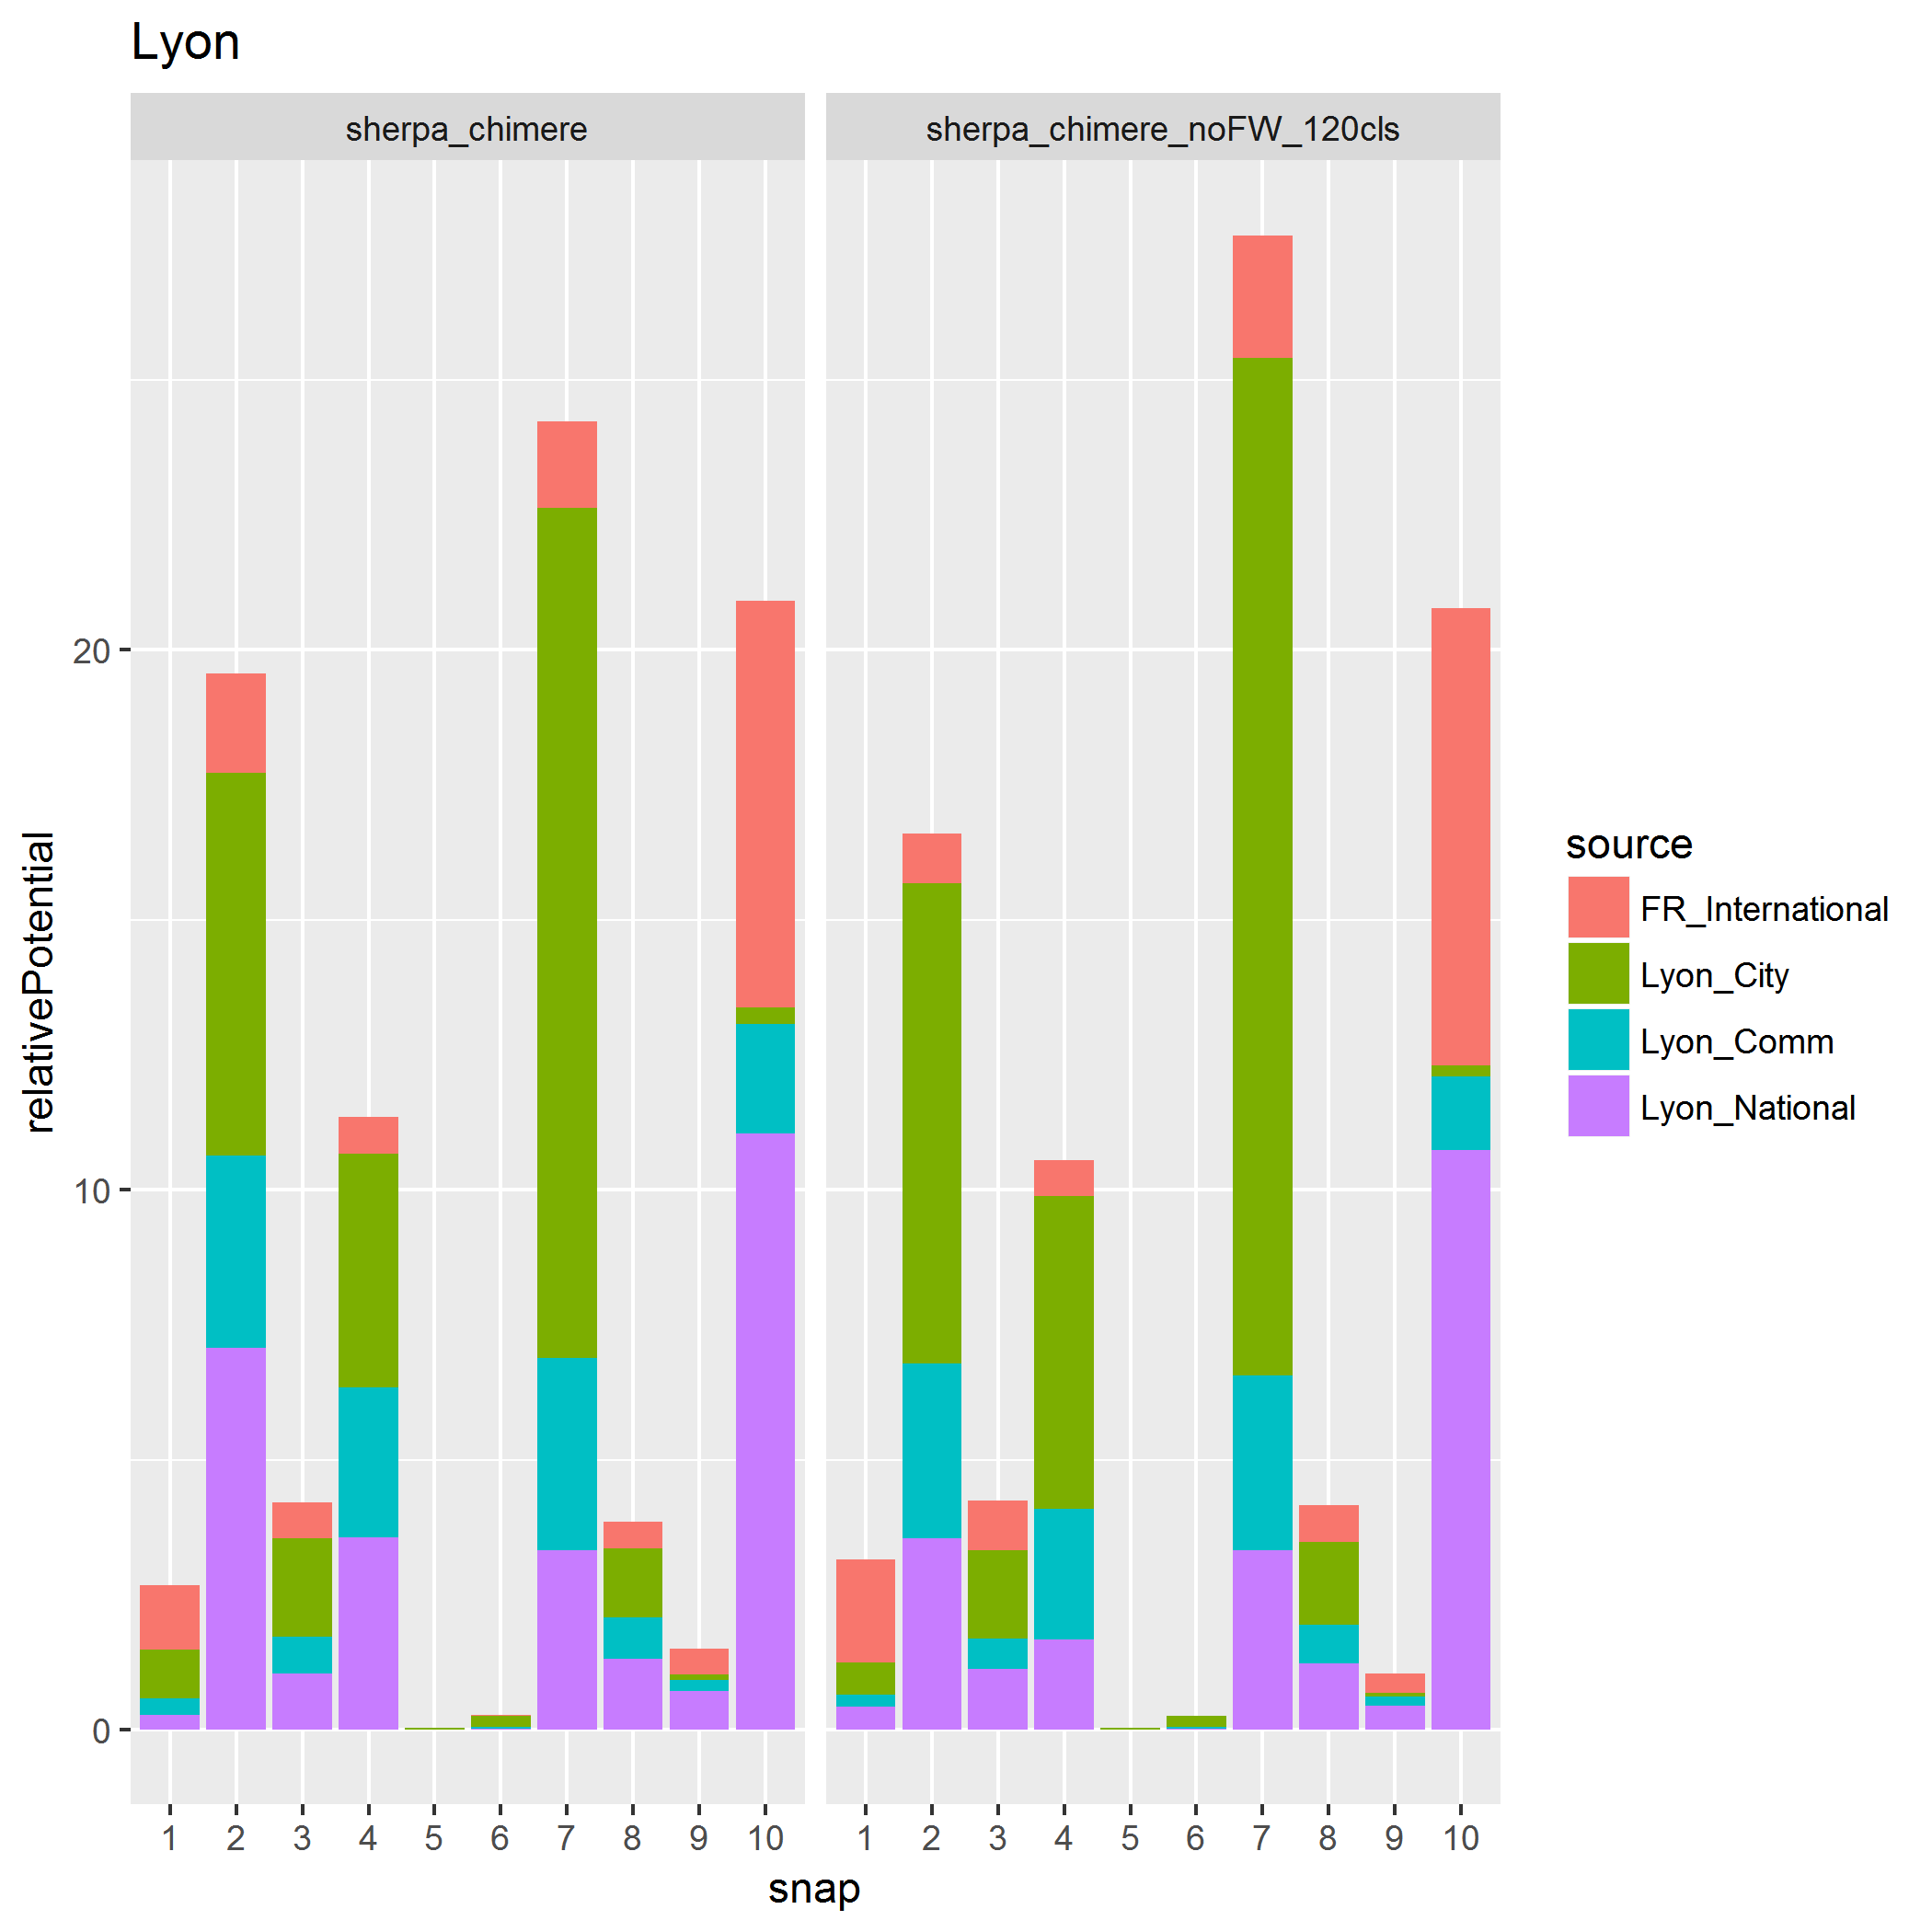 Lyon
sherpa_chimere
sherpa_chimere_noFW_120cls
relativePotential
20
10
0
1 2 3 4 5 6 7 8 9 10
1 2 3 4 5 6 7 8 9 10
snap
source
FR_International
Lyon_City
Lyon_Comm
Lyon_National